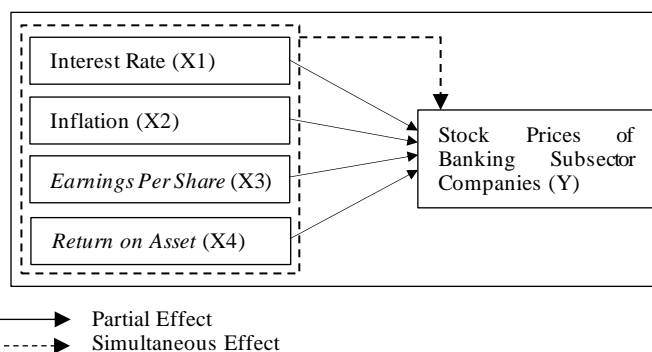 Interest Rate (X1)
Inflation (X2)
Earnings Per Share (X3)
Return on Asset (X4)
Stock Prices of
Banking Subsector
Companies (Y)
Partial Effect
Simultaneous Effect